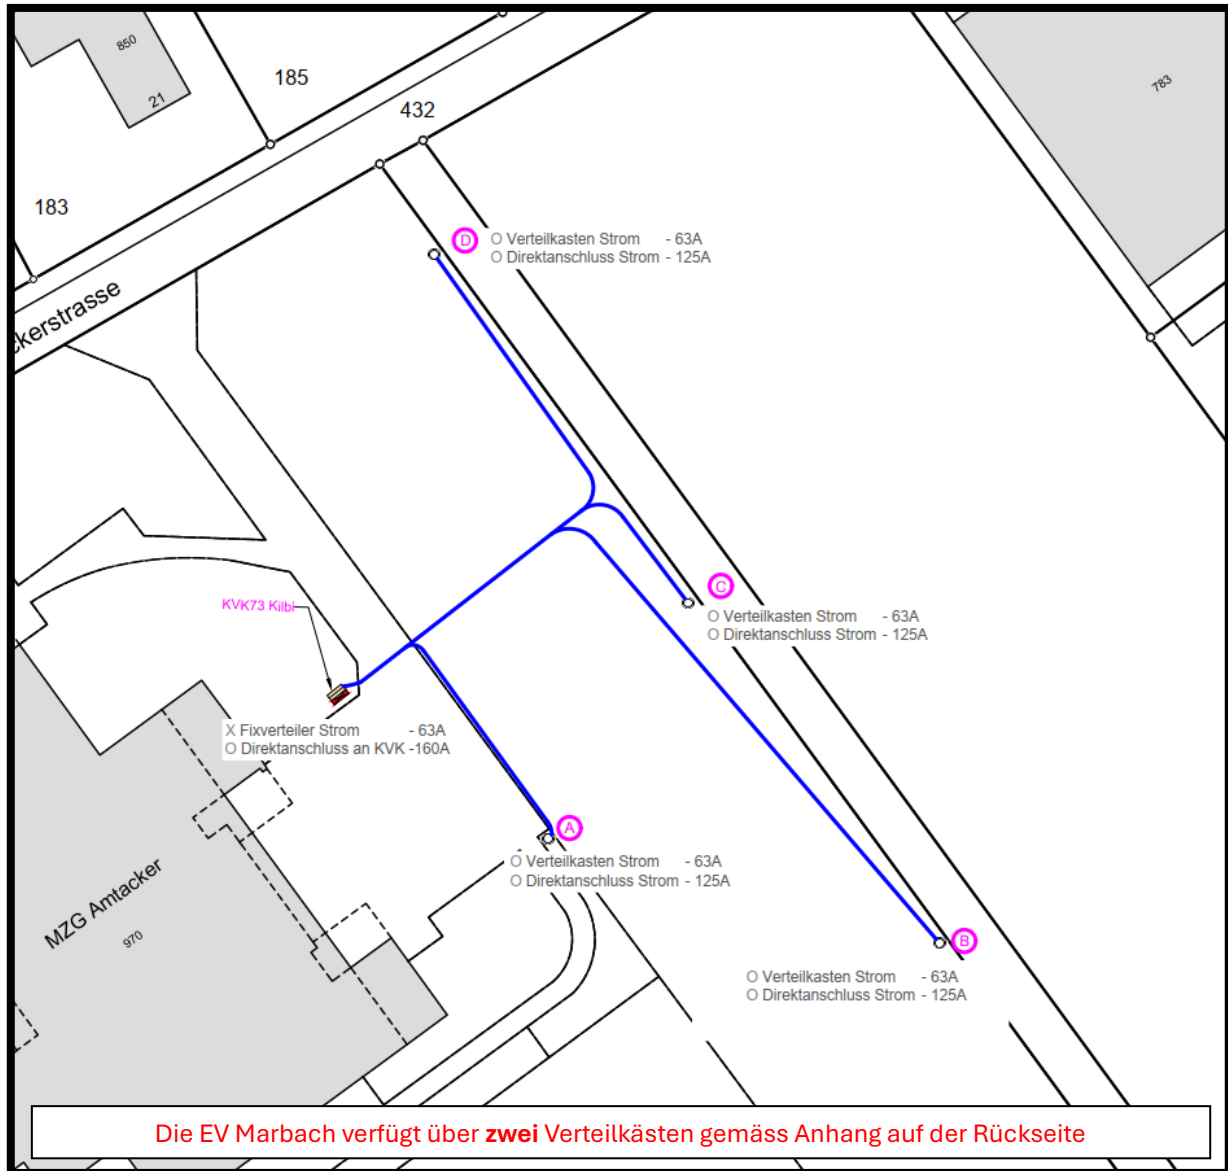 850
21
185
432
783
183
ckerstrasse
D
O Verteilkasten Strom - 63A
O Direktanschluss Strom - 125A
C
O Verteilkasten Strom - 63A
O Direktanschluss Strom - 125A
KVK73 Kilbi
X Fixverteiler Strom - 63A
O Direktanschluss an KVK -160A
A
O Verteilkasten Strom - 63A
O Direktanschluss Strom - 125A
MZG Amtacker
970
B
O Verteilkasten Strom - 63A
O Direktanschluss Strom - 125A
Die EV Marbach verfügt über zwei Verteilkästen gemäss Anhang auf der Rückseite